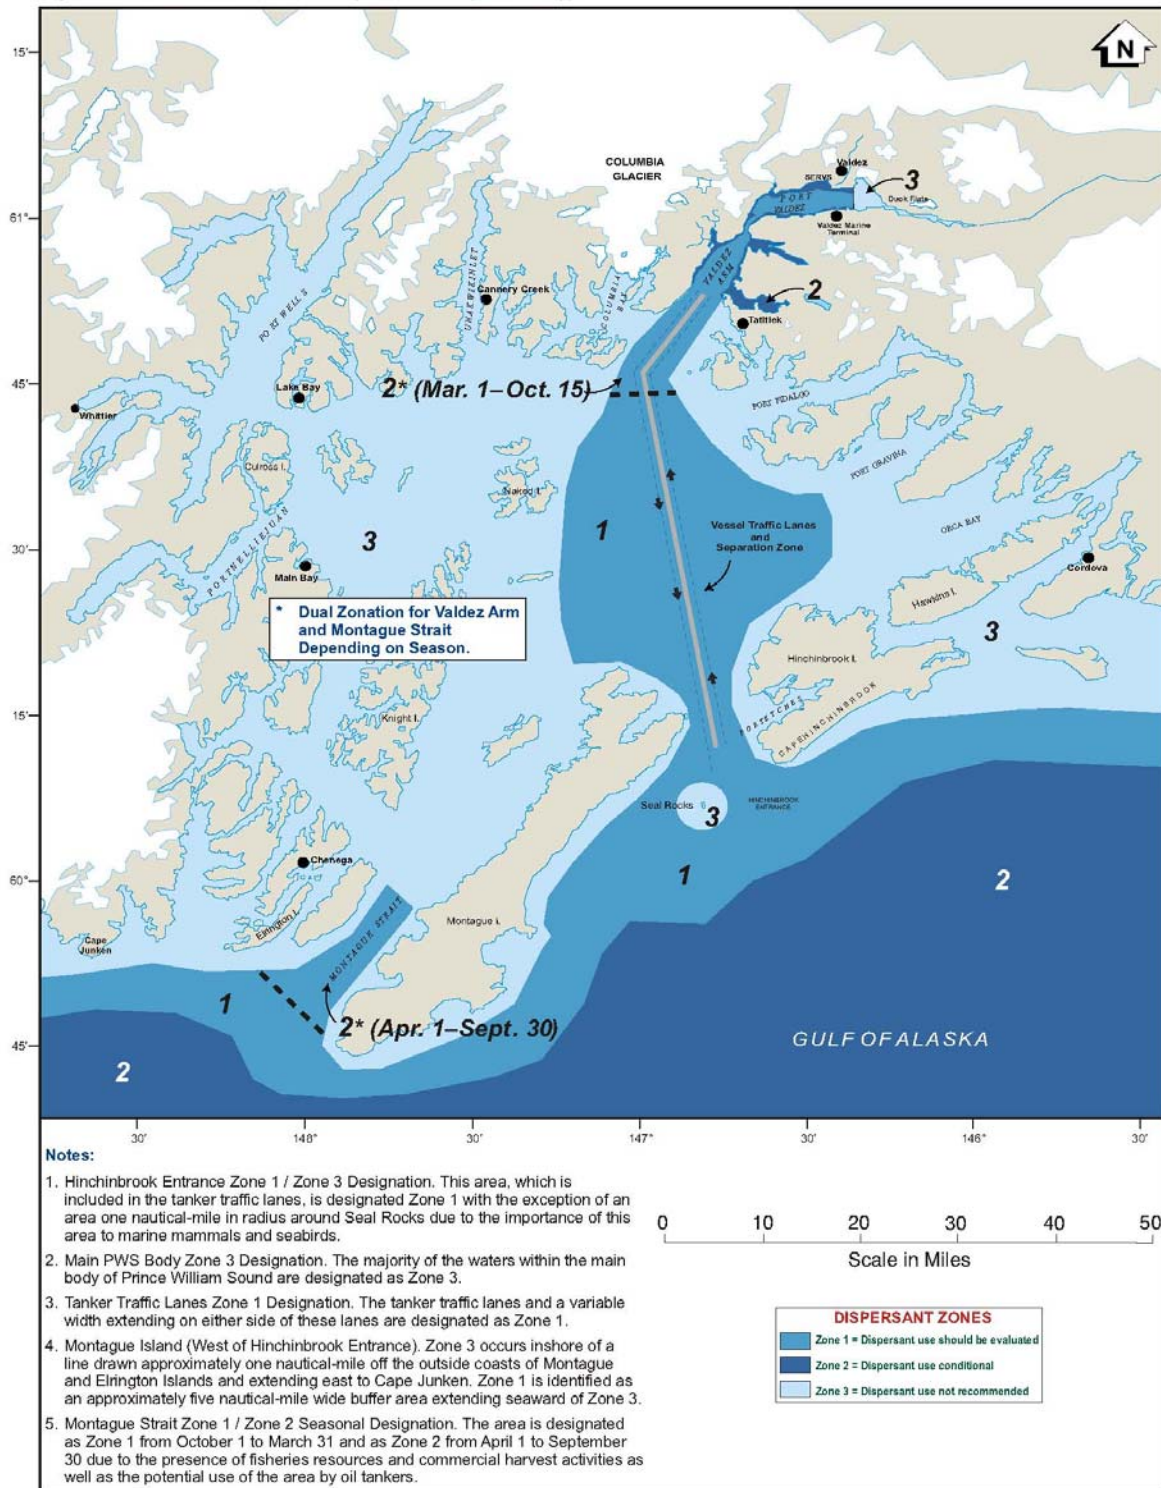 N
15'
COLUMBIA
GLACIER
Valdez
SERVS
3
PORT
VALDEZ
Duck Flats
61°
Valdez Marine
Terminal
VALDEZ
ARM
PORT WELLS
UNAKWIKINLET
Cannery Creek
COLUMBIA
BAY
2
Tatitlek
45'
Lake Bay
2* (Mar. 1–Oct. 15)
Whittier
PORT FIDALGO
Culross I.
PORT GRAVINA
Naked I.
1
Vessel Traffic Lanes
and
Separation Zone
ORCA BAY
3
30'
PORTNELLIEJUAN
Main Bay
Cordova
Hawkins I.
* Dual Zonation for Valdez Arm
and Montague Strait
Depending on Season.
3
Hinchinbrook I.
15'
Knight I.
PORTETCHES
CAPEHINCHINBROOK
Seal Rocks
3
HINCHINBROOK
ENTRANCE
Chenega
60°
1
2
Elrington I.
MONTAGUE STRAIT
Montague I.
Cape
Junken
1
2* (Apr. 1–Sept. 30)
45'
2
GULF OF ALASKA
30'
148°
30'
147°
30'
146°
30'
Notes:
1. Hinchinbrook Entrance Zone 1 / Zone 3 Designation. This area, which is
included in the tanker traffic lanes, is designated Zone 1 with the exception of an
area one nautical-mile in radius around Seal Rocks due to the importance of this
area to marine mammals and seabirds.
2. Main PWS Body Zone 3 Designation. The majority of the waters within the main
body of Prince William Sound are designated as Zone 3.
3. Tanker Traffic Lanes Zone 1 Designation. The tanker traffic lanes and a variable
width extending on either side of these lanes are designated as Zone 1.
4. Montague Island (West of Hinchinbrook Entrance). Zone 3 occurs inshore of a
line drawn approximately one nautical-mile off the outside coasts of Montague
and Elrington Islands and extending east to Cape Junken. Zone 1 is identified as
an approximately five nautical-mile wide buffer area extending seaward of Zone 3.
5. Montague Strait Zone 1 / Zone 2 Seasonal Designation. The area is designated
as Zone 1 from October 1 to March 31 and as Zone 2 from April 1 to September
30 due to the presence of fisheries resources and commercial harvest activities as
well as the potential use of the area by oil tankers.
0 10 20 30 40 50
Scale in Miles
DISPERSANT ZONES
Zone 1 = Dispersant use should be evaluated
Zone 2 = Dispersant use conditional
Zone 3 = Dispersant use not recommended